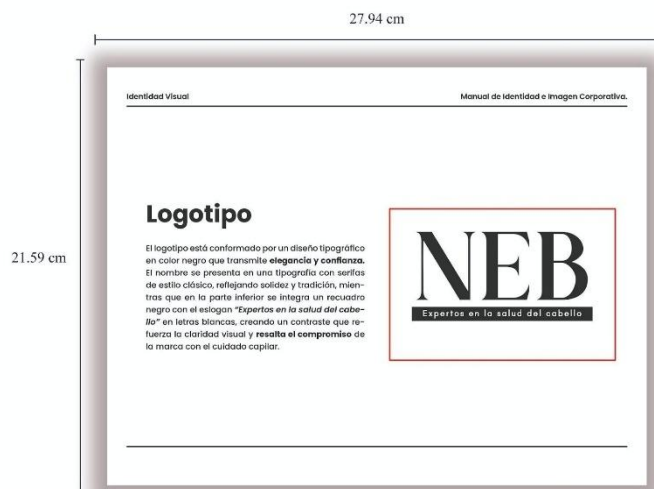 27.94 cm
Identidad Visual
Manual de Identidad e Imagen Corporativa.
21.59 cm
Logotipo
El logotipo está conformado por un diseño tipográfico
en color negro que transmite elegancia y confianza.
El nombre se presenta en una tipografía con serifas
de estilo clásico, reflejando solidez y tradición, mien-
tras que en la parte inferior se integra un recuadro
negro con el eslogan “Expertos en la salud del cabe-
llo” en letras blancas, creando un contraste que re-
fuerza la claridad visual y resalta el compromiso de
la marca con el cuidado capilar.
NEB
Expertos en la salud del cabello